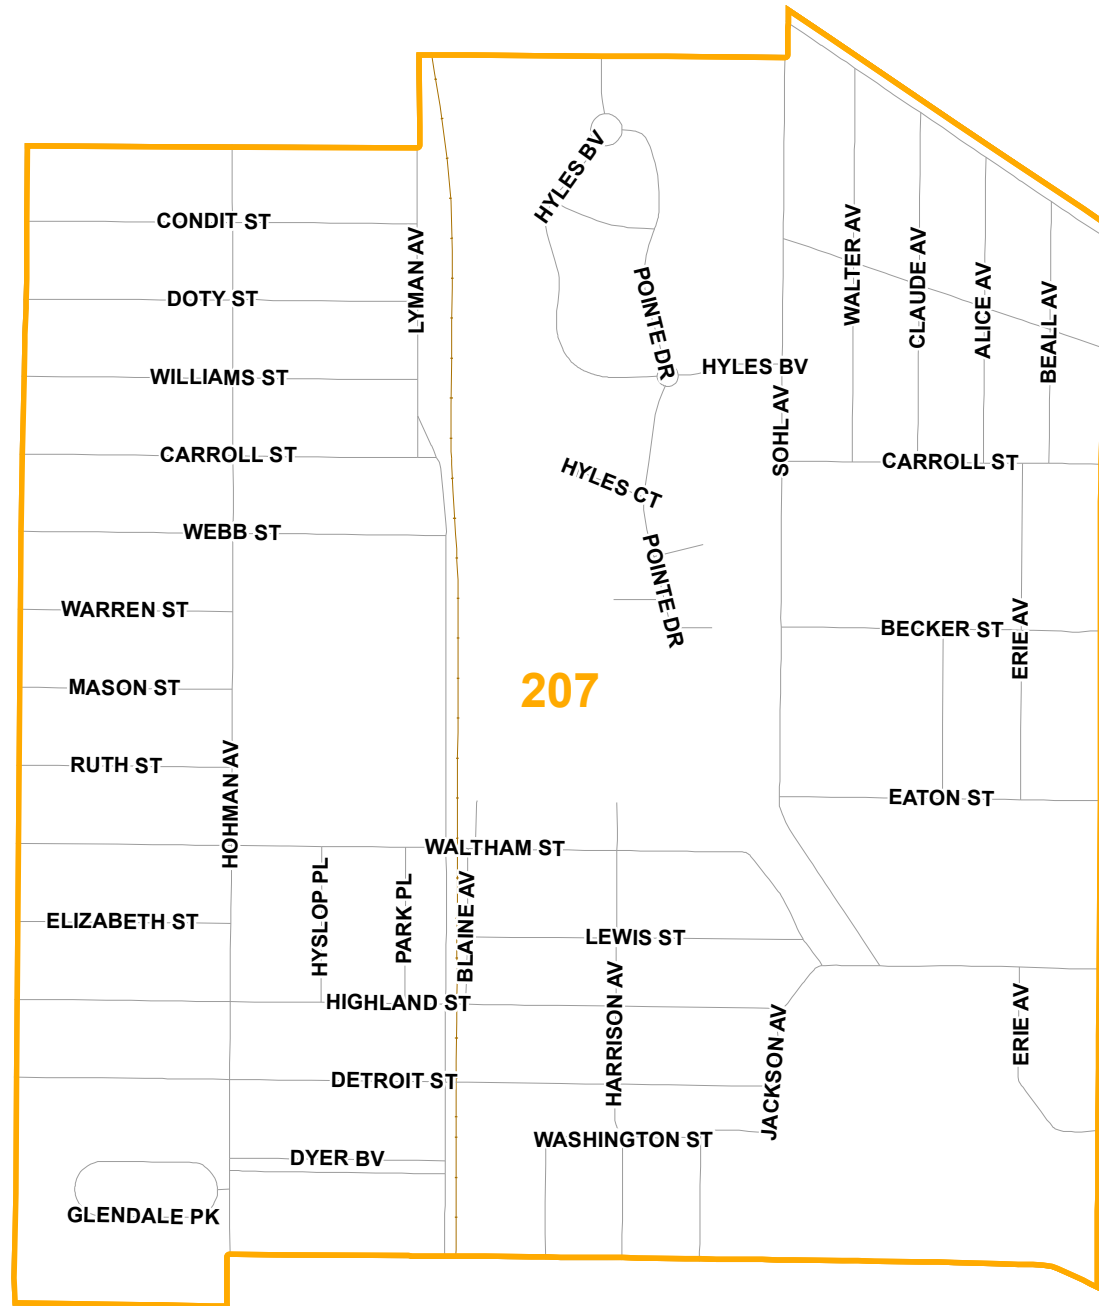 HYLES BV
CONDIT ST
LYMAN AV
WALTER AV
CLAUDE AV
ALICE AV
BEALL AV
DOTY ST
POINTE DR
WILLIAMS ST
HYLES BV
SOHL AV
CARROLL ST
CARROLL ST
HYLES CT
WEBB ST
POINTE DR
WARREN ST
BECKER ST
ERIE AV
MASON ST
207
RUTH ST
HOHMAN AV
EATON ST
WALTHAM ST
HYSLOP PL
PARK PL
BLAINE AV
ELIZABETH ST
LEWIS ST
HIGHLAND ST
HARRISON AV
JACKSON AV
ERIE AV
DETROIT ST
WASHINGTON ST
DYER BV
GLENDALE PK